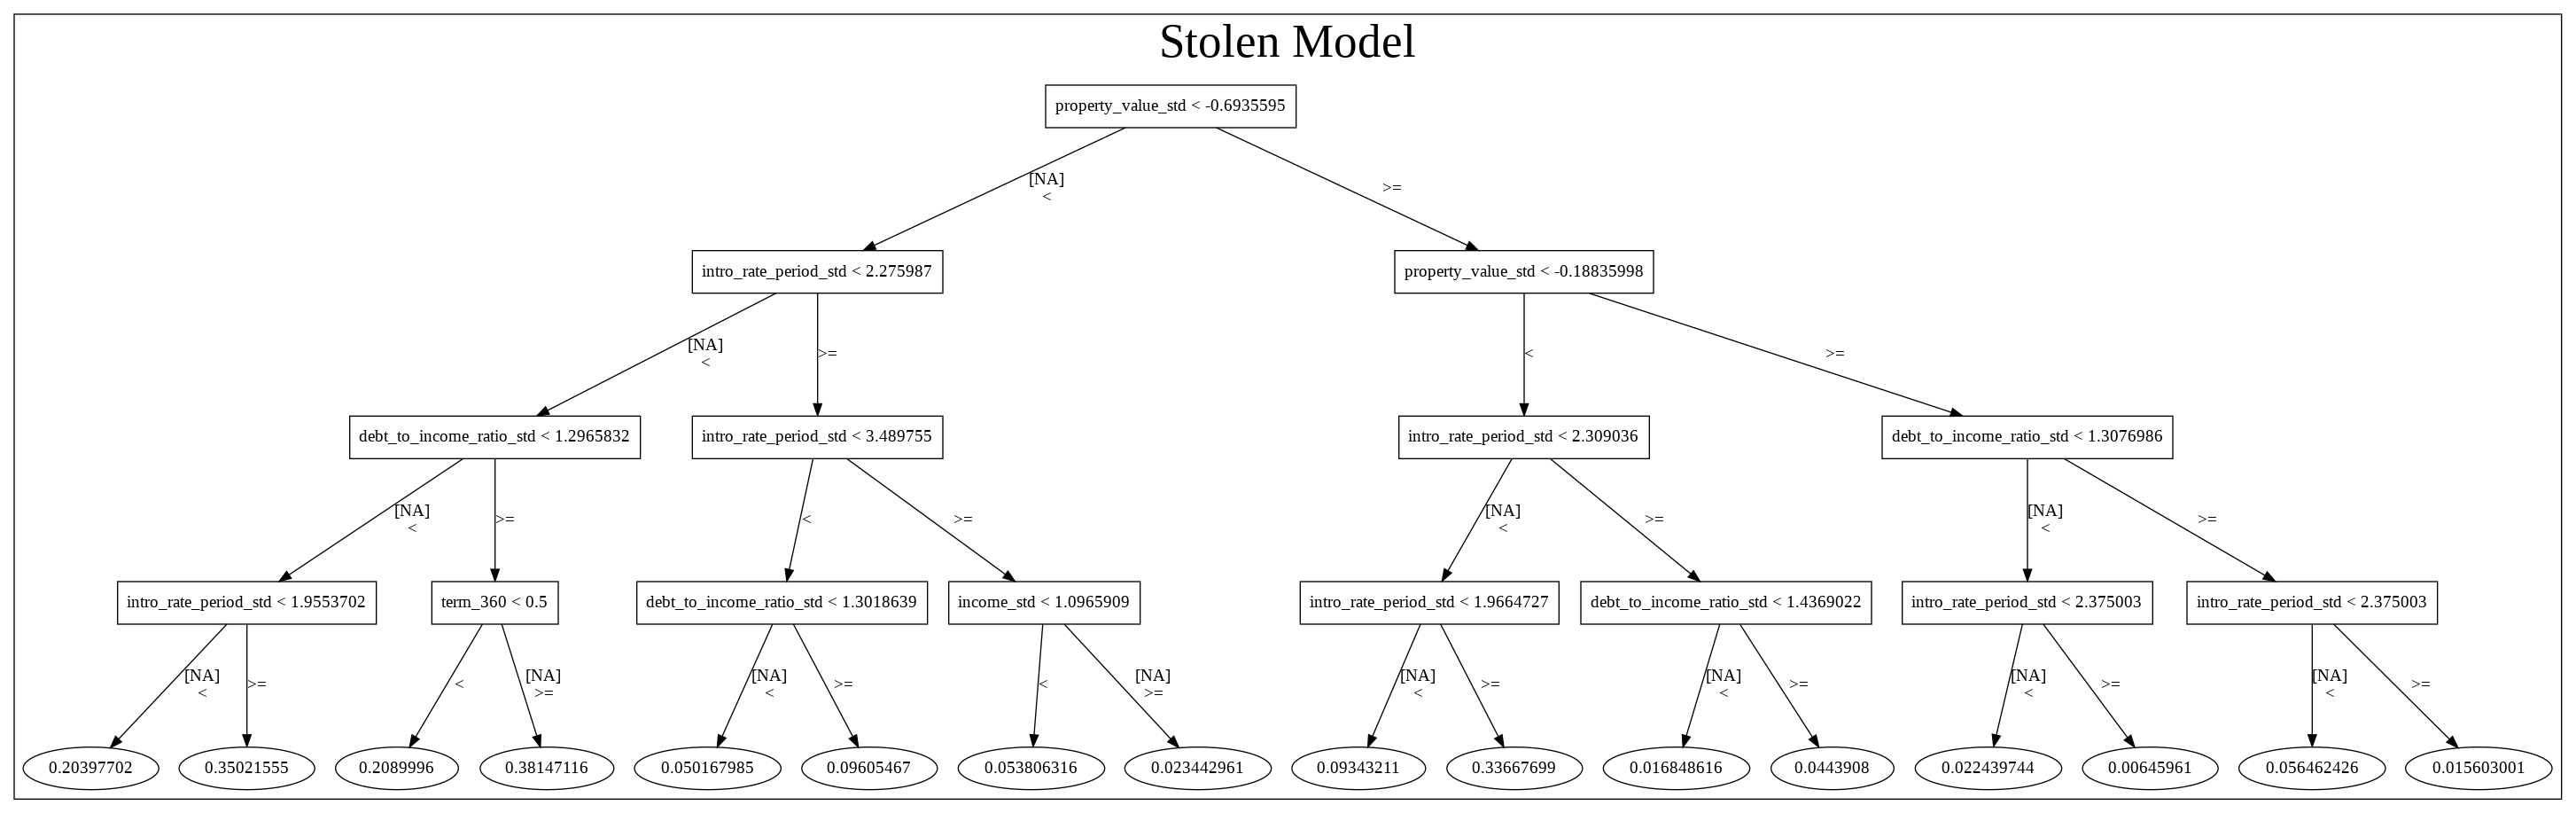 Stolen Model
property_value_std < -0.6935595
[NA]
<
>=
intro_rate_period_std < 2.275987
property_value_std < -0.18835998
[NA]
<
>=
<
>=
debt_to_income_ratio_std < 1.2965832
intro_rate_period_std < 3.489755
intro_rate_period_std < 2.309036
debt_to_income_ratio_std < 1.3076986
[NA]
<
>=
<
>=
[NA]
<
>=
[NA]
<
>=
intro_rate_period_std < 1.9553702
term_360 < 0.5
debt_to_income_ratio_std < 1.3018639
income_std < 1.0965909
intro_rate_period_std < 1.9664727
debt_to_income_ratio_std < 1.4369022
intro_rate_period_std < 2.375003
intro_rate_period_std < 2.375003
[NA]
<
>=
<
[NA]
>=
[NA]
<
>=
<
[NA]
>=
[NA]
<
>=
[NA]
<
>=
[NA]
<
>=
[NA]
<
>=
0.20397702
0.35021555
0.2089996
0.38147116
0.050167985
0.09605467
0.053806316
0.023442961
0.09343211
0.33667699
0.016848616
0.0443908
0.022439744
0.00645961
0.056462426
0.015603001